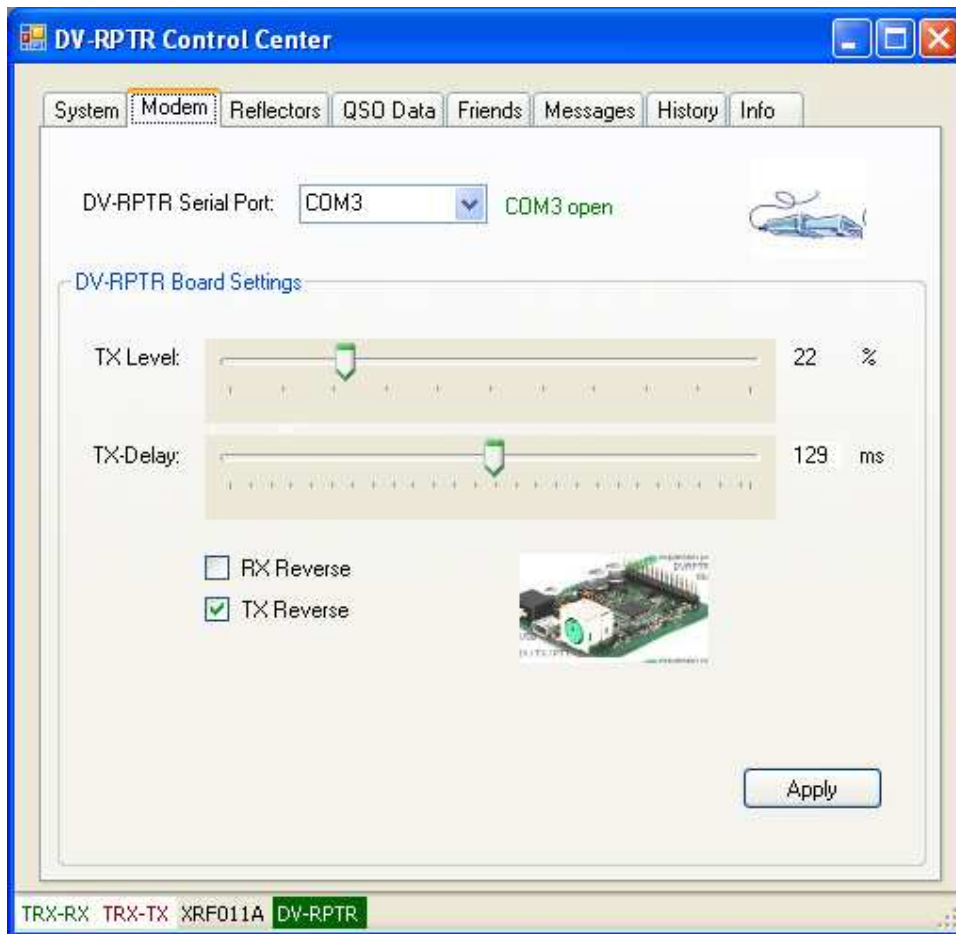 DV-RPTR Control Center
System Modem Reflectors QSO Data Friends Messages History Info
DV-RPTR Serial Port: COM3 COM3 open
DV-RPTR Board Settings
TX Level: 22 %
TX-Delay: 129 ms
RX Reverse
TX Reverse
Apply
TRX-RX TRX-TX XRF011A DV-RPTR